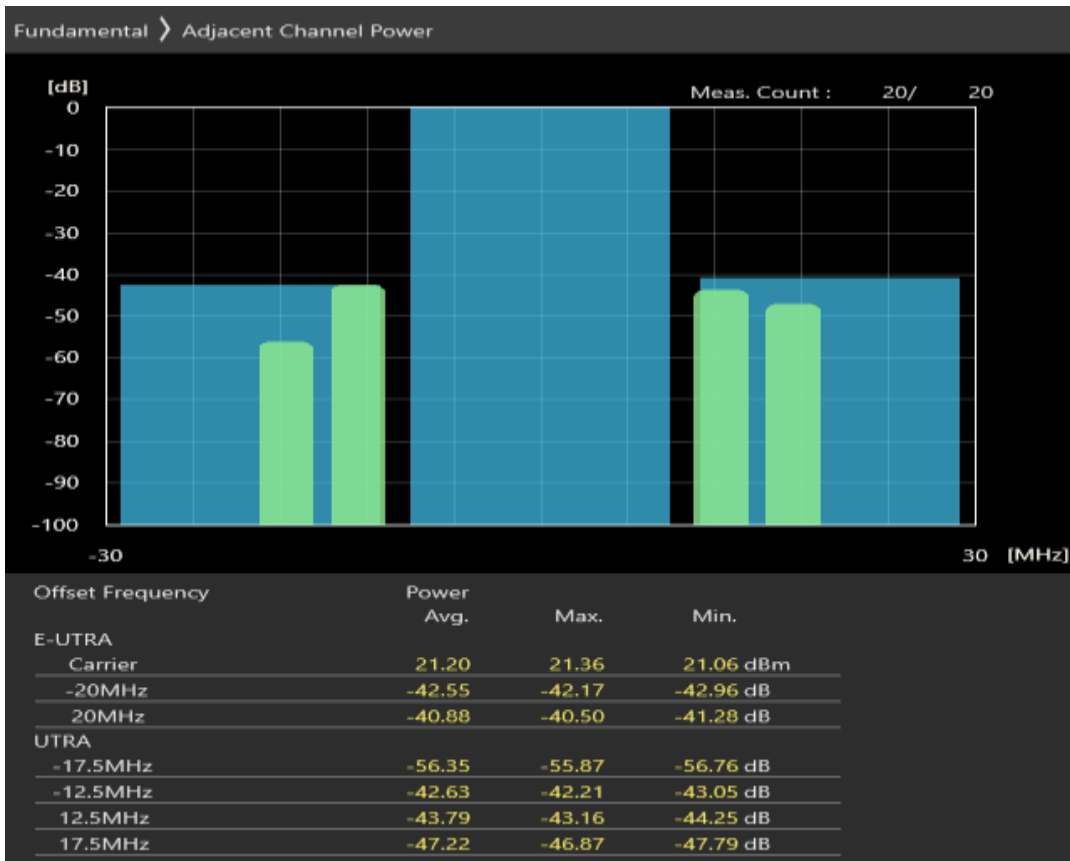 Fundamental ❯ Adjacent Channel Power
[dB]
Meas. Count : 20/ 20
0
-10
-20
-30
-40
-50
-60
-70
-80
-90
-100
-30 30 [MHz]
Offset Frequency Power
Avg. Max. Min.
E-UTRA
Carrier 21.20 21.36 21.06 dBm
-20MHz -42.55 -42.17 -42.96 dB
20MHz -40.88 -40.50 -41.28 dB
UTRA
-17.5MHz -56.35 -55.87 -56.76 dB
-12.5MHz -42.63 -42.21 -43.05 dB
12.5MHz -43.79 -43.16 -44.25 dB
17.5MHz -47.22 -46.87 -47.79 dB